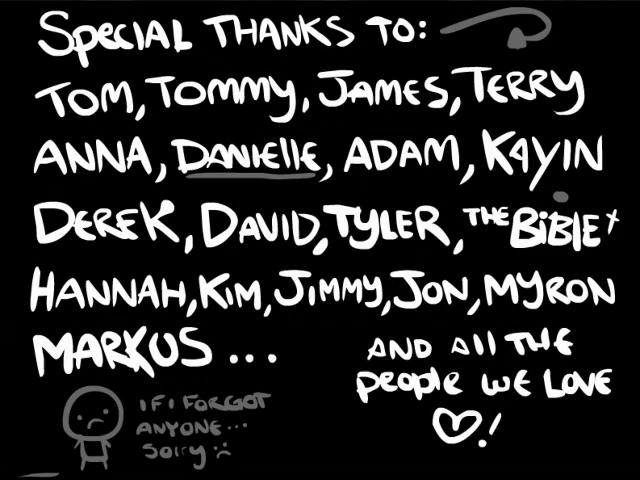 SPECIAL THANKS TO:
TOM, TOMMY, JAMES, TERRY
ANNA, DANIELLE, ADAM, KAYIN
DEREK, DAVID, TYLER, THE BiBLE
HANNAH, KIM, JIMMY, JON, MYRON
MARKUS...
AND All THE
people WE LOVE
♡!
IF I FORGOT
ANYONE...
Sorry :(